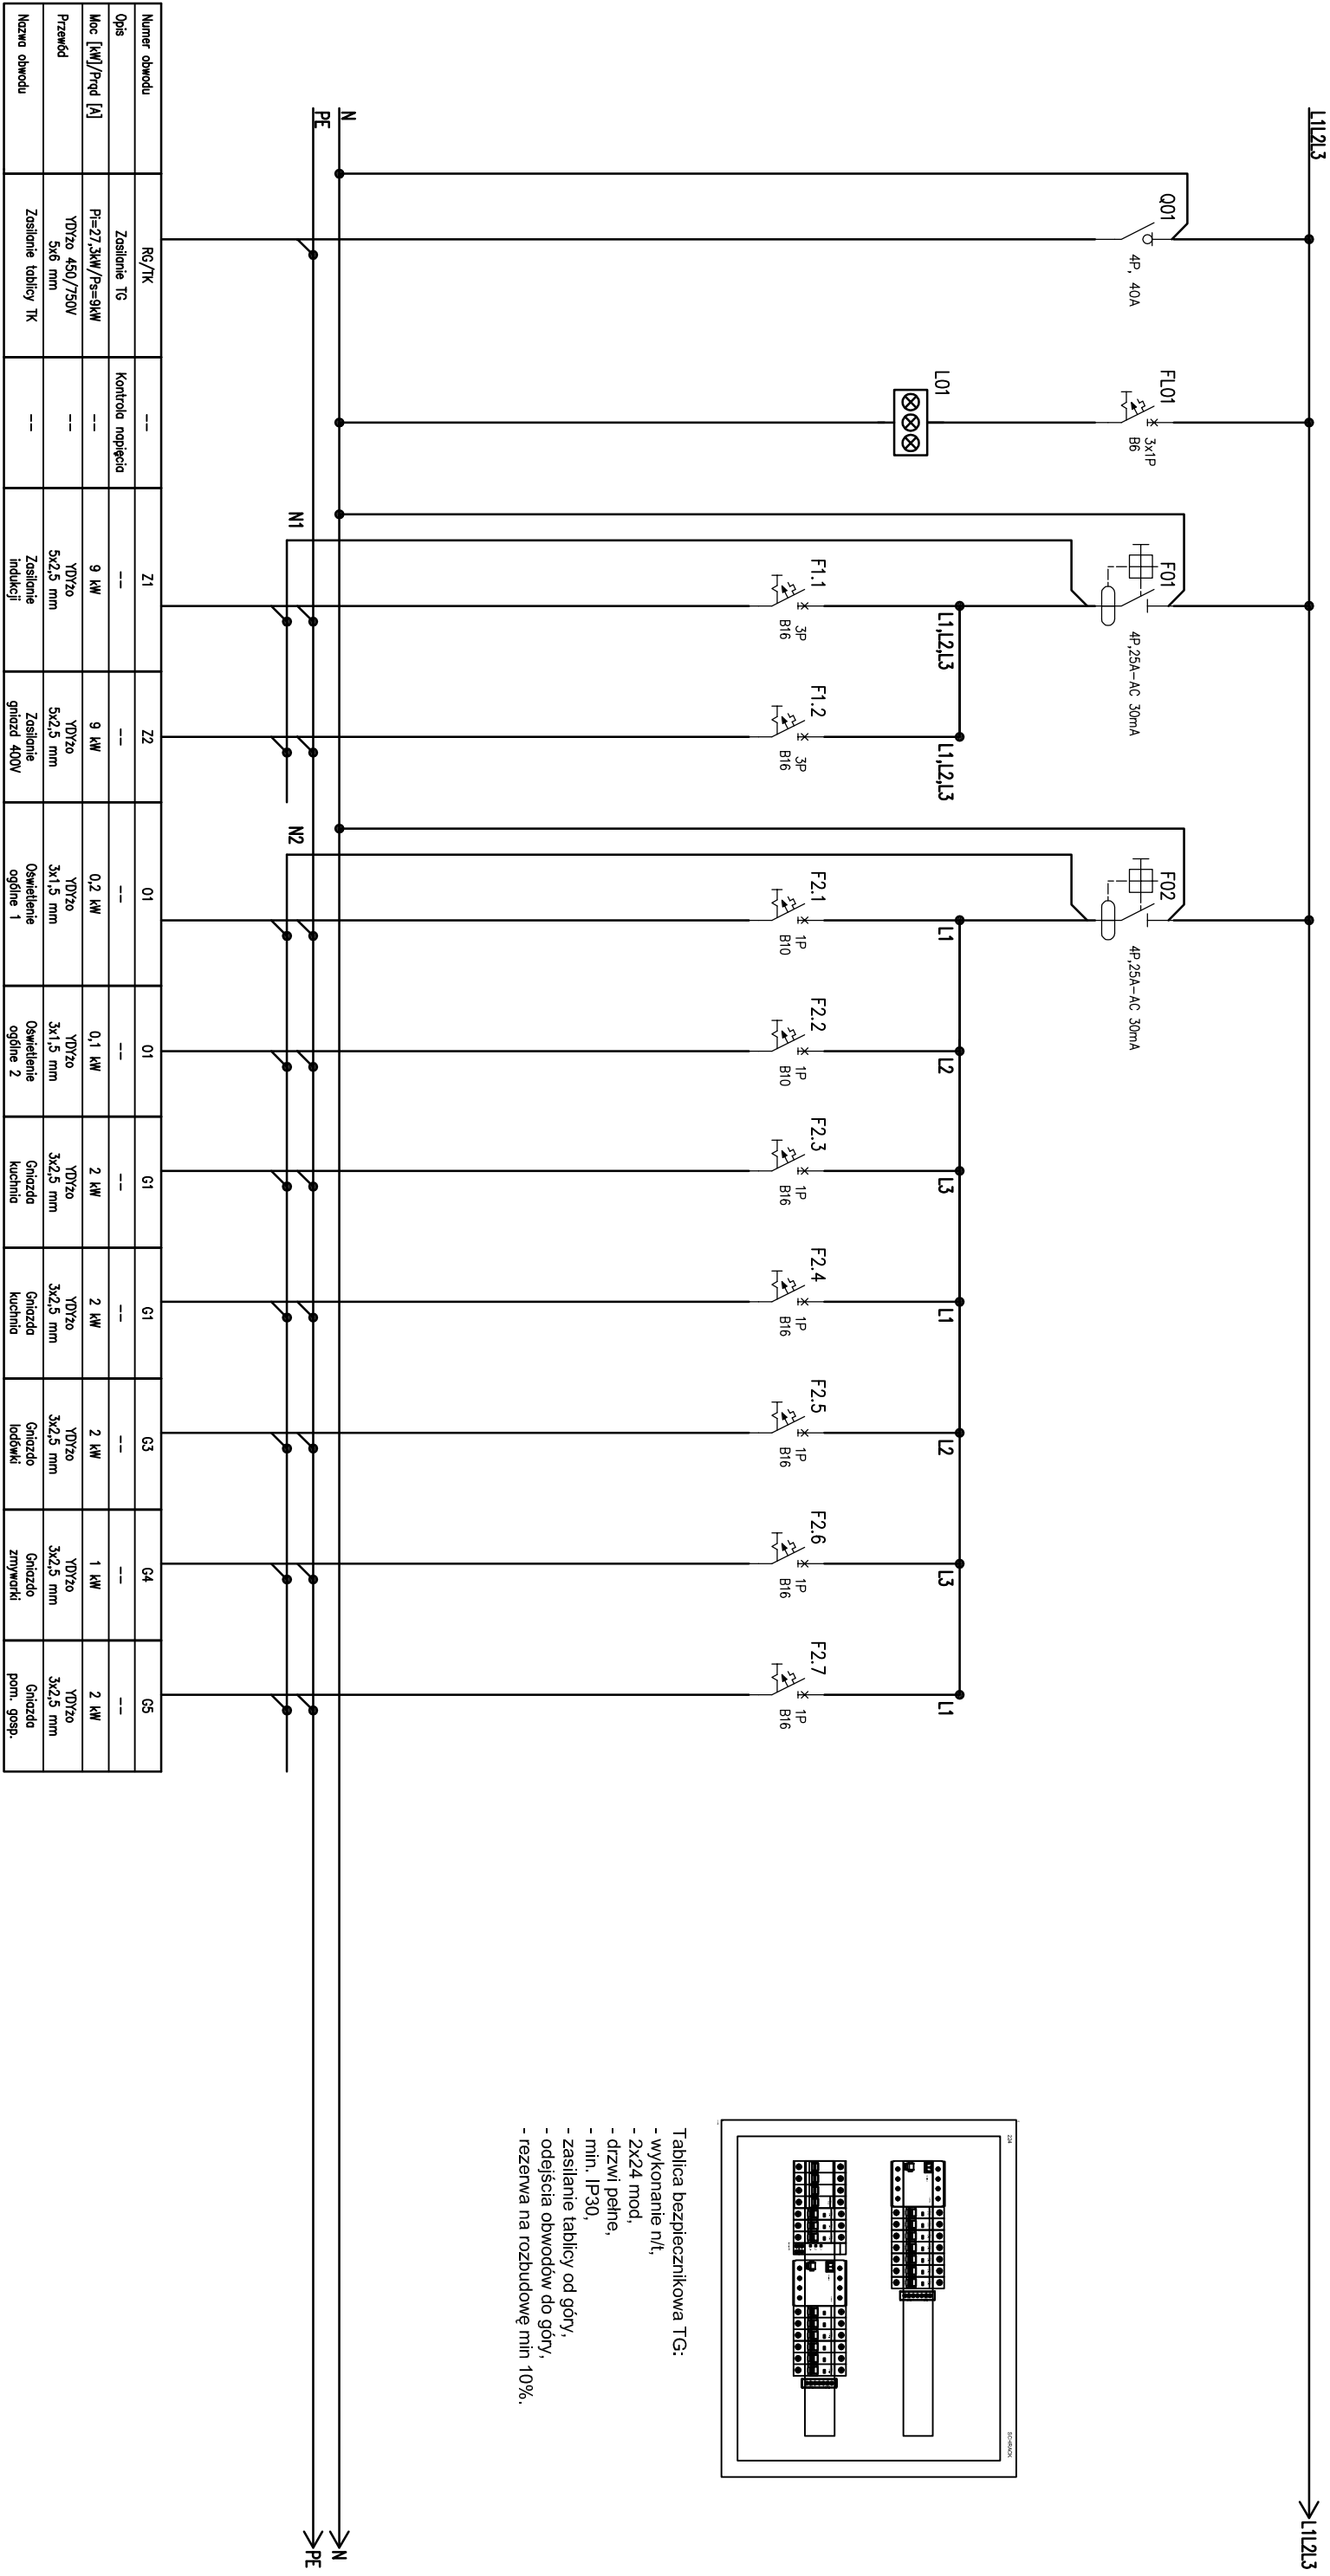 L1L2L3
L1L2L3
Q01
4P, 40A
FL01
3x1P
B6
L01
F01
4P,25A-AC 30mA
F02
4P,25A-AC 30mA
L1,L2,L3
L1,L2,L3
L1
L2
L3
L1
L2
L3
L1
F1.1
3P
B16
F1.2
3P
B16
F2.1
1P
B10
F2.2
1P
B10
F2.3
1P
B16
F2.4
1P
B16
F2.5
1P
B16
F2.6
1P
B16
F2.7
1P
B16
N
N
PE
PE
N1
N2
SCHRACK
Tablica bezpiecznikowa TG:
- wykonanie n/t,
- 2x24 mod,
- drzwi pełne,
- min. IP30,
- zasilanie tablicy od góry,
- odejścia obwodów do góry,
- rezerwa na rozbudowę min 10%.
Numer obwodu RG/TK -- Z1 Z2 O1 O1 G1 G1 G3 G4 G5
Opis Zasilanie TG Kontrola napięcia -- -- -- -- -- -- -- -- --
Moc [kW]/Prąd [A] Pi=27,3kW/Ps=9kW -- 9 kW 9 kW 0,2 kW 0,1 kW 2 kW 2 kW 2 kW 1 kW 2 kW
Przewód YDYżo 450/750V -- YDYżo YDYżo YDYżo YDYżo YDYżo YDYżo YDYżo YDYżo YDYżo
5x6 mm 5x2,5 mm 5x2,5 mm 3x1,5 mm 3x1,5 mm 3x2,5 mm 3x2,5 mm 3x2,5 mm 3x2,5 mm 3x2,5 mm
Nazwa obwodu Zasilanie tablicy TK -- Zasilanie Zasilanie Oświetlenie Oświetlenie Gniazda Gniazda Gniazdo Gniazdo Gniazda
indukcji gniazd 400V ogólne 1 ogólne 2 kuchnia kuchnia lodówki zmywarki pom. gosp.